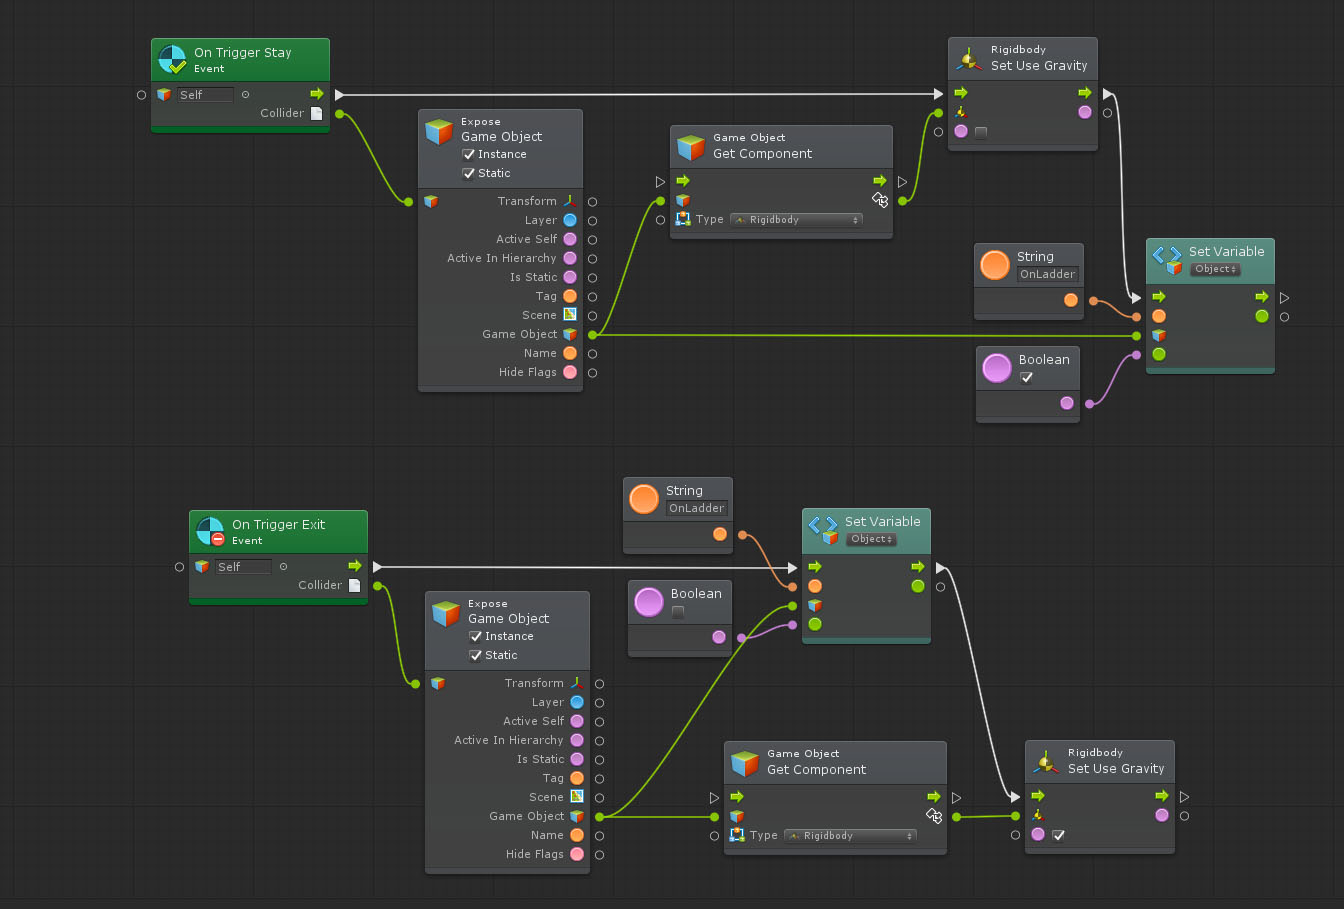 On Trigger Stay
Event
Self
Collider
Expose
Game Object
Instance
Static
Transform
Layer
Active Self
Active In Hierarchy
Is Static
Tag
Scene
Game Object
Name
Hide Flags
Game Object
Get Component
Type Rigidbody
Rigidbody
Set Use Gravity
String
OnLadder
Boolean
Set Variable
Object
On Trigger Exit
Event
Self
Collider
Expose
Game Object
Instance
Static
Transform
Layer
Active Self
Active In Hierarchy
Is Static
Tag
Scene
Game Object
Name
Hide Flags
String
OnLadder
Boolean
Set Variable
Object
Game Object
Get Component
Type Rigidbody
Rigidbody
Set Use Gravity